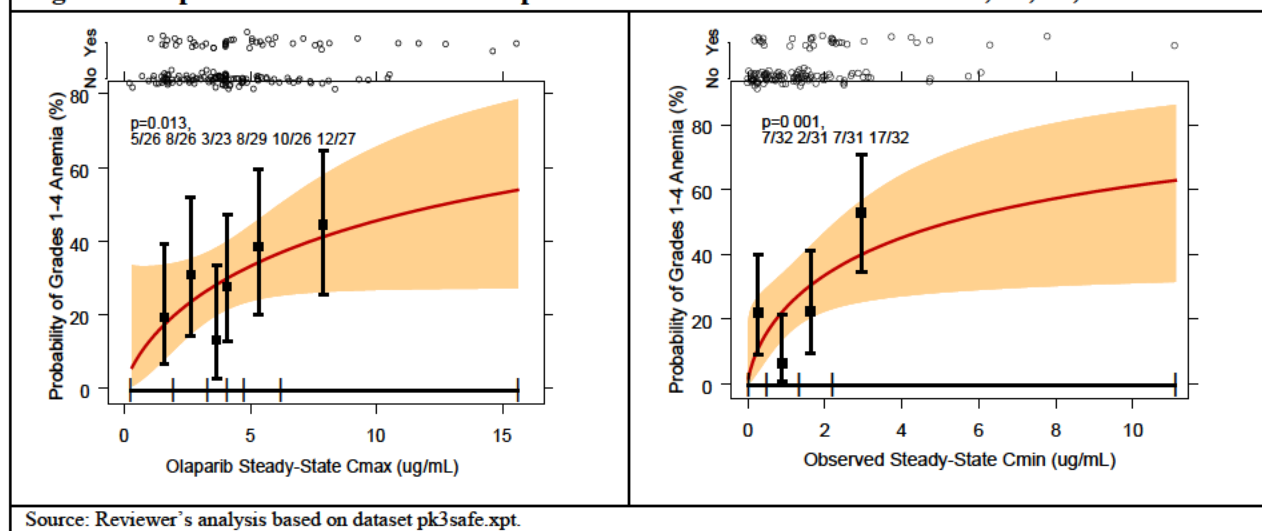 Yes
No
Probability of Grades 1-4 Anemia (%)
80
60
40
20
0
p=0.013,
5/26 8/26 3/23 8/29 10/26 12/27
0 5 10 15
Olaparib Steady-State Cmax (ug/mL)
Yes
No
Probability of Grades 1-4 Anemia (%)
80
60
40
20
0
p=0 001,
7/32 2/31 7/31 17/32
0 2 4 6 8 10
Observed Steady-State Cmin (ug/mL)
Source: Reviewer’s analysis based on dataset pk3safe.xpt.